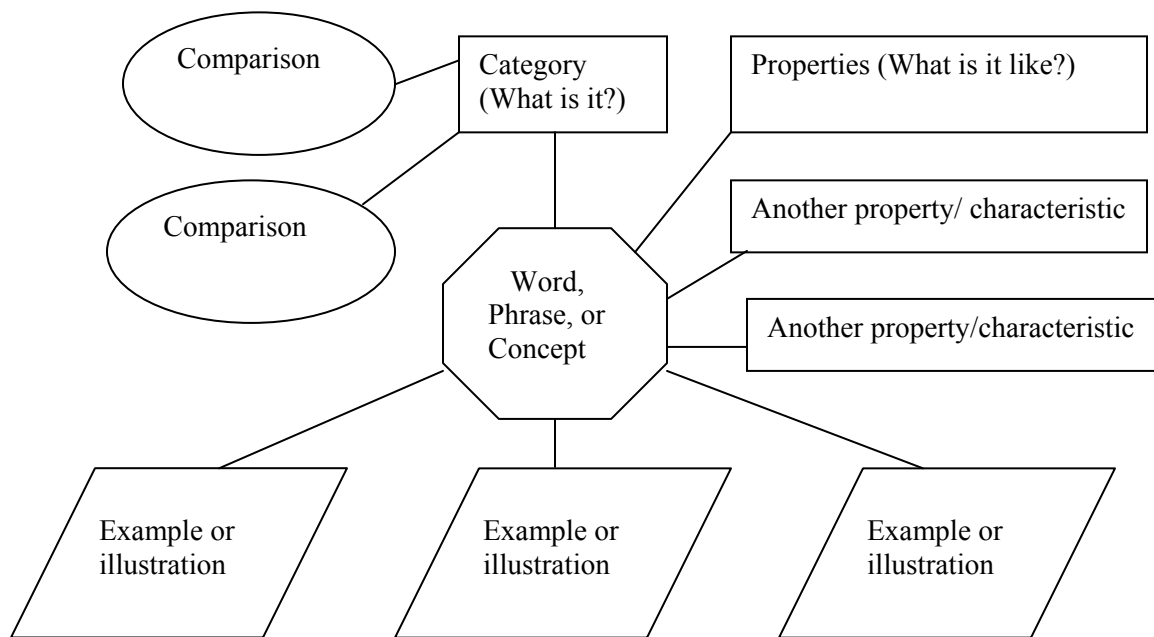 Comparison
Category
(What is it?)
Properties (What is it like?)
Comparison
Another property/ characteristic
Word,
Phrase, or
Concept
Another property/characteristic
Example or
illustration
Example or
illustration
Example or
illustration